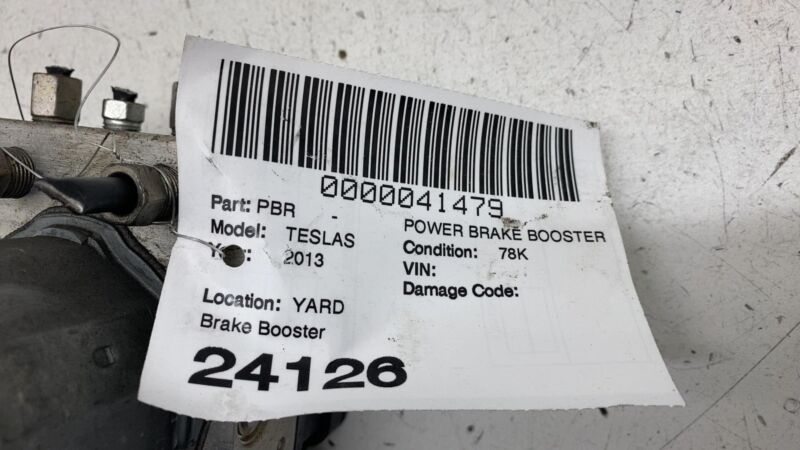 0000041479
Part: PBR - POWER BRAKE BOOSTER
Model: TESLAS Condition: 78K
2013 VIN:
Damage Code:
Location: YARD
Brake Booster
24126